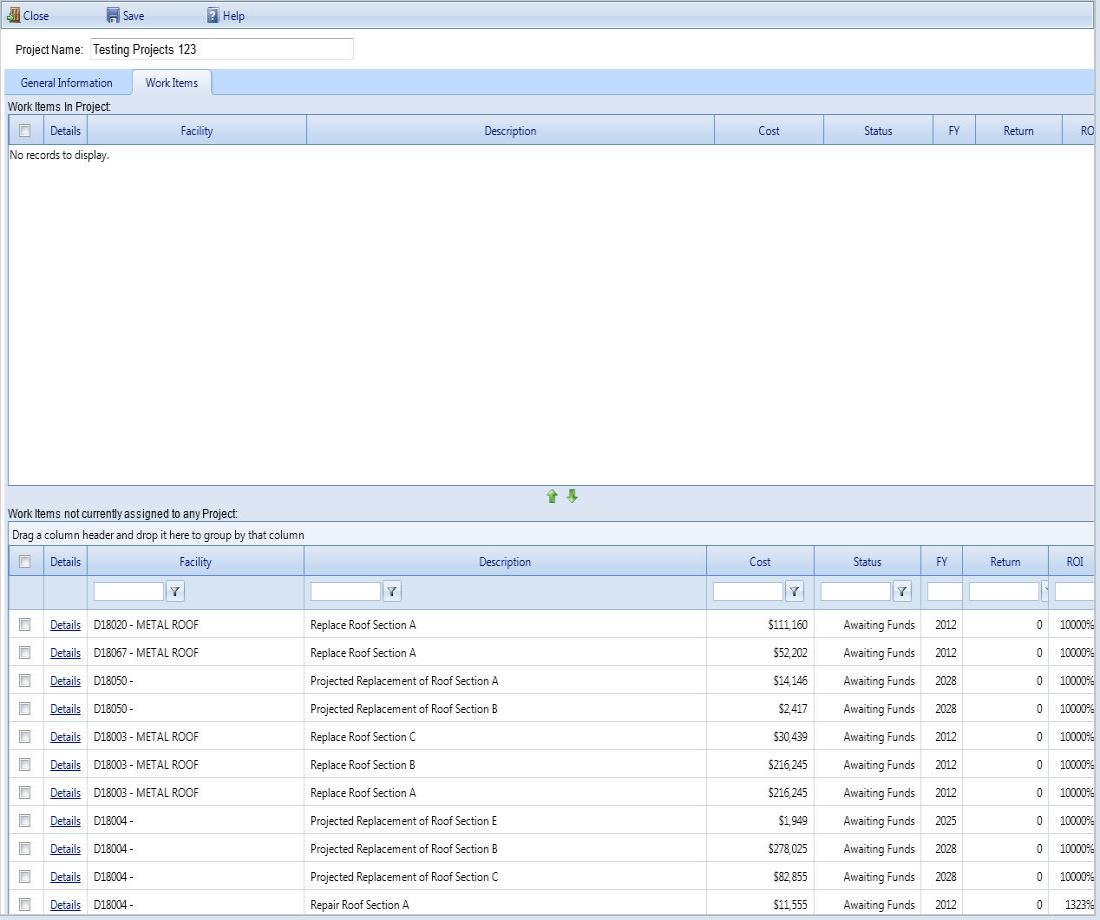 Close Save Help
Project Name: Testing Projects 123
General Information Work Items
Work Items In Project:
Details Facility Description Cost Status FY Return RO
No records to display.
Work Items not currently assigned to any Project:
Drag a column header and drop it here to group by that column
Details Facility Description Cost Status FY Return ROI
Details D18020 - METAL ROOF Replace Roof Section A $111,160 Awaiting Funds 2012 0 10000%
Details D18067 - METAL ROOF Replace Roof Section A $52,202 Awaiting Funds 2012 0 10000%
Details D18050 - Projected Replacement of Roof Section A $14,146 Awaiting Funds 2028 0 10000%
Details D18050 - Projected Replacement of Roof Section B $2,417 Awaiting Funds 2028 0 10000%
Details D18003 - METAL ROOF Replace Roof Section C $30,439 Awaiting Funds 2012 0 10000%
Details D18003 - METAL ROOF Replace Roof Section B $216,245 Awaiting Funds 2012 0 10000%
Details D18003 - METAL ROOF Replace Roof Section A $216,245 Awaiting Funds 2012 0 10000%
Details D18004 - Projected Replacement of Roof Section E $1,949 Awaiting Funds 2025 0 10000%
Details D18004 - Projected Replacement of Roof Section B $278,025 Awaiting Funds 2028 0 10000%
Details D18004 - Projected Replacement of Roof Section C $82,855 Awaiting Funds 2028 0 10000%
Details D18004 - Repair Roof Section A $11,555 Awaiting Funds 2012 0 1323%